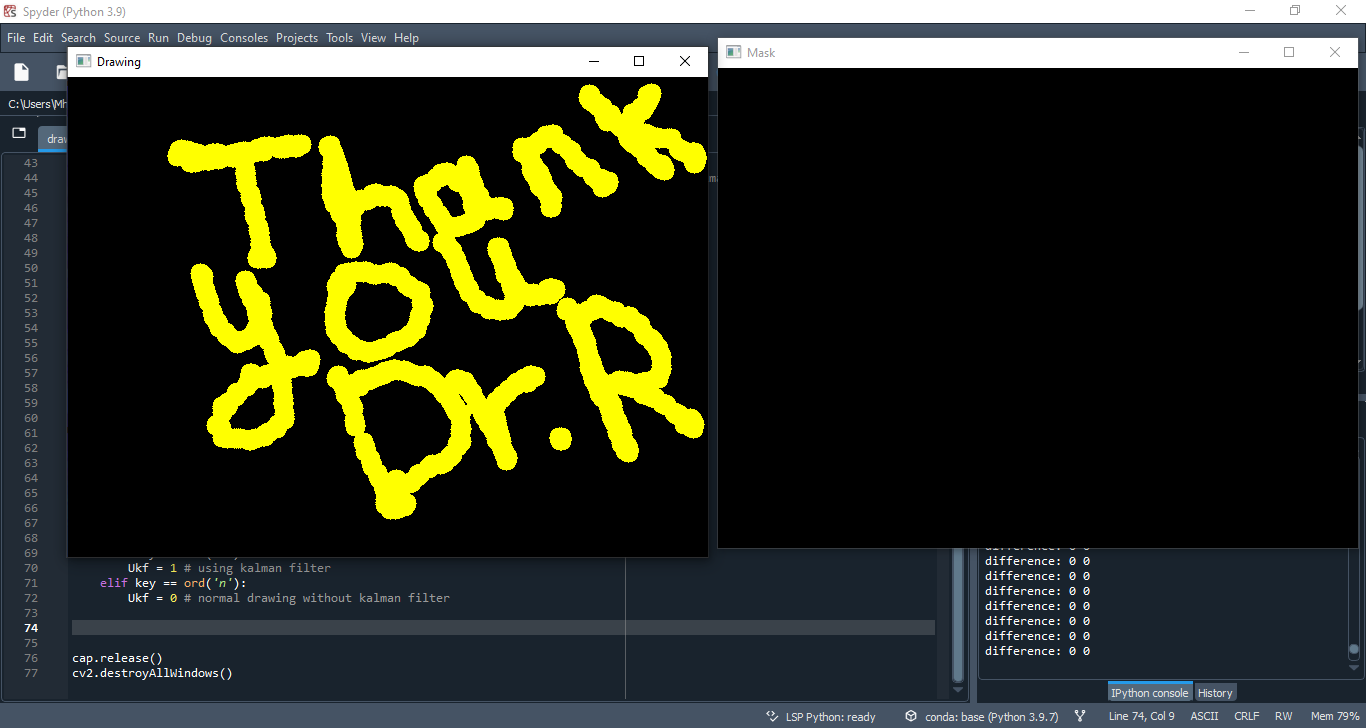 Spyder (Python 3.9)
File Edit Search Source Run Debug Consoles Projects Tools View Help
Drawing
Mask
C:\Users\Mh
draw
Thank
you
Dr.R
43
44
45
46
47
48
49
50
51
52
53
54
55
56
57
58
59
60
61
62
63
64
65
66
67
68
69
70 Ukf = 1 # using kalman filter
71 elif key == ord('n'):
72 Ukf = 0 # normal drawing without kalman filter
73
74
75
76 cap.release()
77 cv2.destroyAllWindows()
difference: 0 0
difference: 0 0
difference: 0 0
difference: 0 0
difference: 0 0
difference: 0 0
difference: 0 0
difference: 0 0
IPython console History
LSP Python: ready conda: base (Python 3.9.7) Line 74, Col 9 ASCII CRLF RW Mem 79%